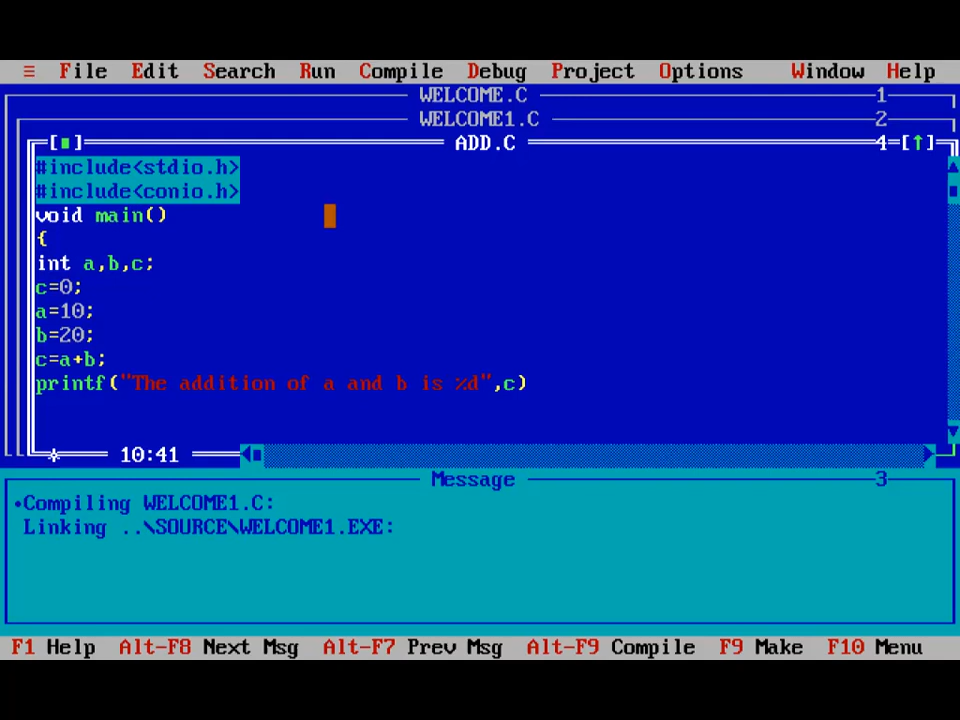 ≡ File Edit Search Run Compile Debug Project Options Window Help
WELCOME.C 1
WELCOME1.C 2
[■] ADD.C 4 [↑]
#include<stdio.h>
#include<conio.h>
void main()
{
int a,b,c;
c=0;
a=10;
b=20;
c=a+b;
printf("The addition of a and b is %d",c)
10:41
Message 3
•Compiling WELCOME1.C:
Linking ..\SOURCE\WELCOME1.EXE:
F1 Help Alt-F8 Next Msg Alt-F7 Prev Msg Alt-F9 Compile F9 Make F10 Menu